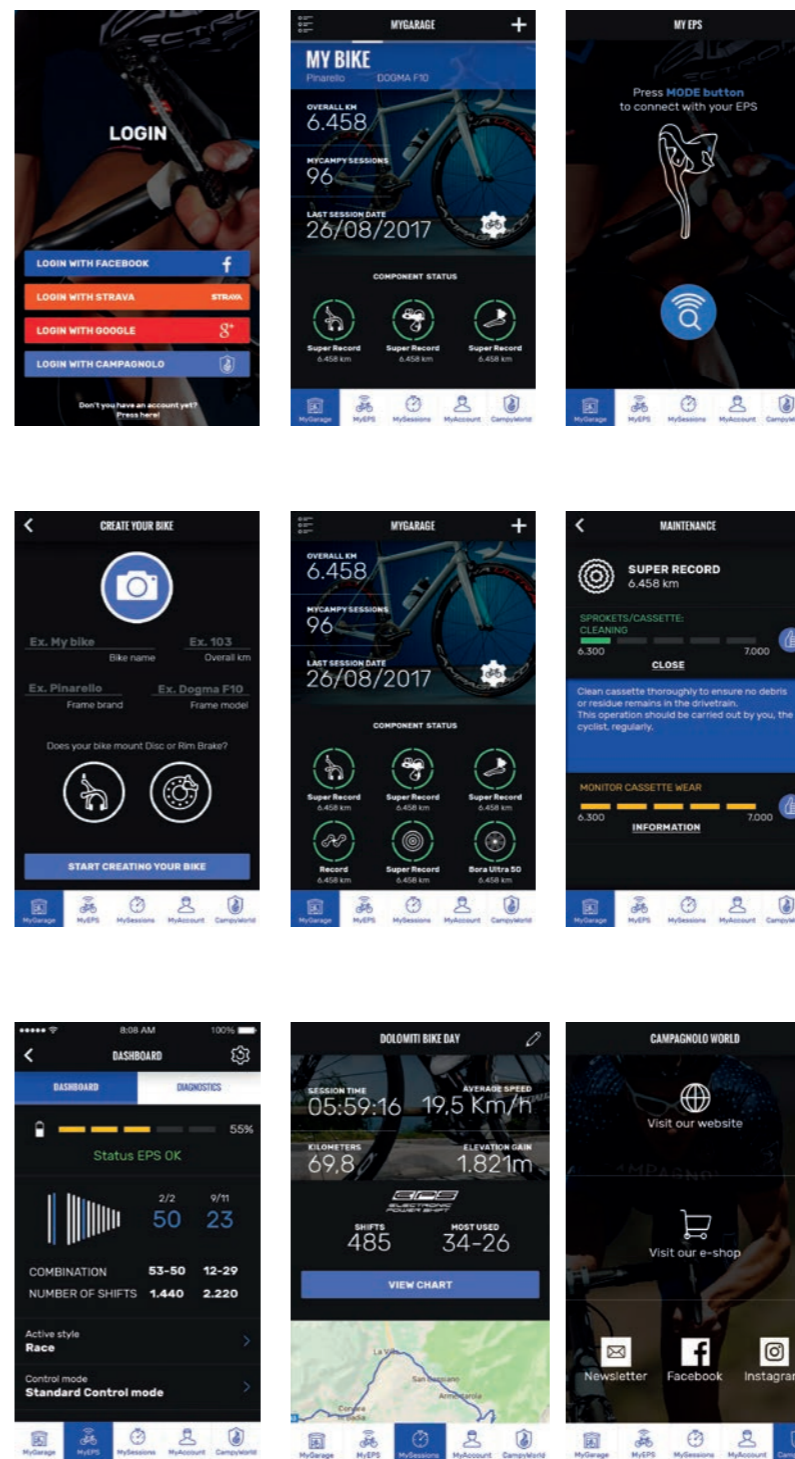 LOGIN
LOGIN WITH FACEBOOK
LOGIN WITH STRAVA STRAVA
LOGIN WITH GOOGLE
LOGIN WITH CAMPAGNOLO
Don't you have an account yet?
Press here!
MYGARAGE
MY BIKE
Pinarello DOGMA F10
OVERALL KM
6.458
MYCAMPY SESSIONS
96
LAST SESSION DATE
26/08/2017
COMPONENT STATUS
Super Record Super Record Super Record
6.458 km 6.458 km 6.458 km
MyGarage MyEPS MySessions MyAccount CampyWorld
MY EPS
Press MODE button
to connect with your EPS
MyGarage MyEPS MySessions MyAccount
CREATE YOUR BIKE
Ex. My bike Ex. 103
Bike name Overall km
Ex. Pinarello Ex. Dogma F10
Frame brand Frame model
Does your bike mount Disc or Rim Brake?
START CREATING YOUR BIKE
MyGarage MyEPS MySessions MyAccount CampyWorld
MYGARAGE
OVERALL KM
6.458
MYCAMPY SESSIONS
96
LAST SESSION DATE
26/08/2017
COMPONENT STATUS
Super Record Super Record Super Record
6.458 km 6.458 km 6.458 km
Record Super Record Bora Ultra 50
6.458 km 6.458 km 6.458 km
MyGarage MyEPS MySessions MyAccount CampyWorld
MAINTENANCE
SUPER RECORD
6.458 km
SPROKETS/CASSETTE:
CLEANING
6.300 7.000
CLOSE
Clean cassette thoroughly to ensure no debris
or residue remains in the drivetrain.
This operation should be carried out by you, the
cyclist, regularly.
MONITOR CASSETTE WEAR
6.300 7.000
INFORMATION
MyGarage MyEPS MySessions MyAccount
8:08 AM 100%
DASHBOARD
DASHBOARD DIAGNOSTICS
55%
Status EPS OK
2/2 9/11
50 23
COMBINATION 53-50 12-29
NUMBER OF SHIFTS 1.440 2.220
Active style
Race
Control mode
Standard Control mode
MyGarage MyEPS MySessions MyAccount CampyWorld
DOLOMITI BIKE DAY
SESSION TIME AVERAGE SPEED
05:59:16 19,5 Km/h
KILOMETERS ELEVATION GAIN
69,8 1.821m
EPS
ELECTRONIC
POWER SHIFT
SHIFTS MOST USED
485 34-26
VIEW CHART
La Villa
San Cassiano
Armentarola
Corvara
MyGarage MyEPS MySessions MyAccount CampyWorld
CAMPAGNOLO WORLD
Visit our website
Visit our e-shop
Newsletter Facebook Instagram
MyGarage MyEPS MySessions MyAccount